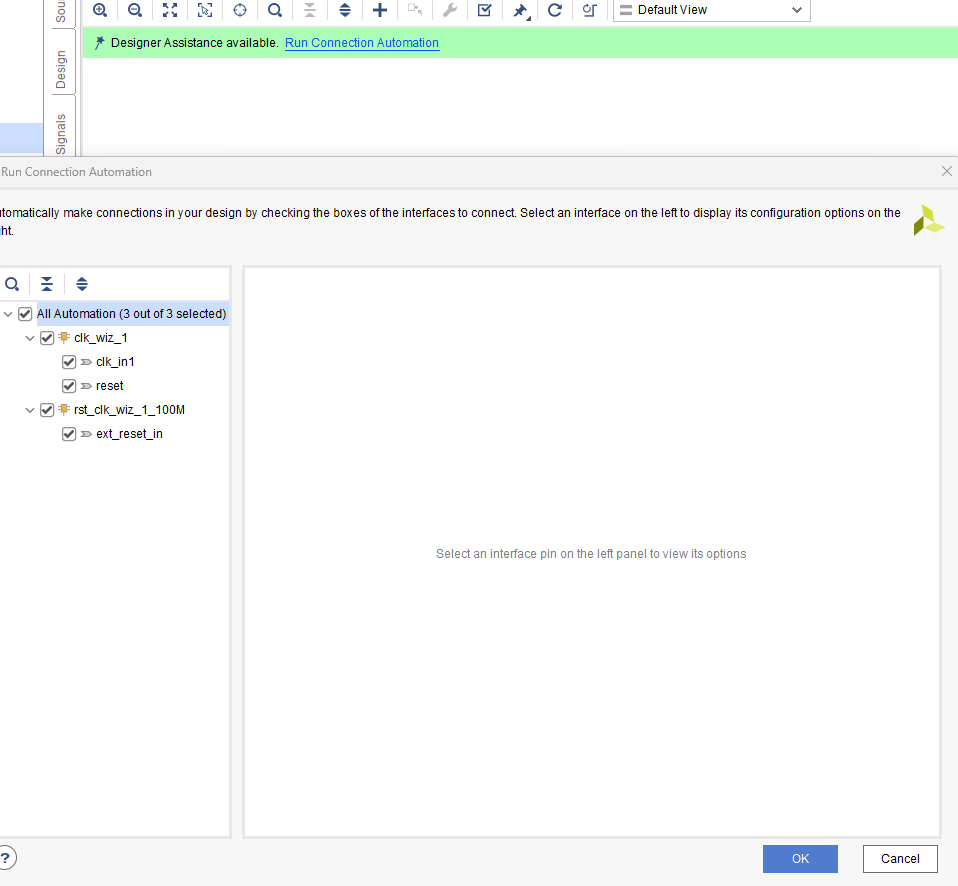 Sou
Default View
Designer Assistance available. Run Connection Automation
Design
Signals
Run Connection Automation
utomatically make connections in your design by checking the boxes of the interfaces to connect. Select an interface on the left to display its configuration options on the
ht.
All Automation (3 out of 3 selected)
clk_wiz_1
clk_in1
reset
rst_clk_wiz_1_100M
ext_reset_in
Select an interface pin on the left panel to view its options
?
OK
Cancel